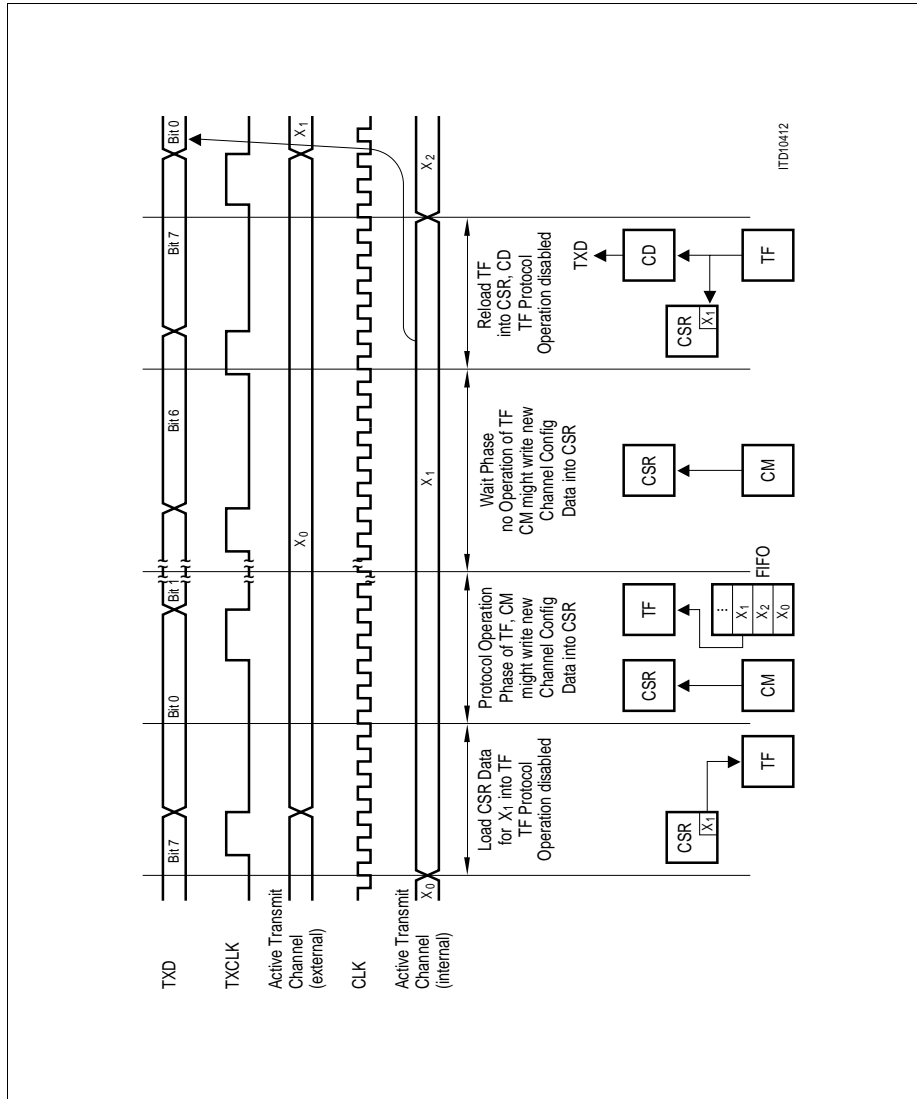 TXD
Bit 7
Bit 0
Bit 1
Bit 6
Bit 7
Bit 0
TXCLK
Active Transmit
Channel
(external)
X0
X1
CLK
Active Transmit
Channel
(internal)
X0
X1
X2
Load CSR Data
for X1 into TF
TF Protocol
Operation disabled
Protocol Operation
Phase of TF, CM
might write new
Channel Config
Data into CSR
Wait Phase
no Operation of TF
CM might write new
Channel Config
Data into CSR
Reload TF
into CSR, CD
TF Protocol
Operation disabled
CSR
X1
TF
CSR
CM
TF
FIFO
⋮
X1
X2
X0
CSR
CM
TXD
CSR
X1
CD
TF
ITD10412